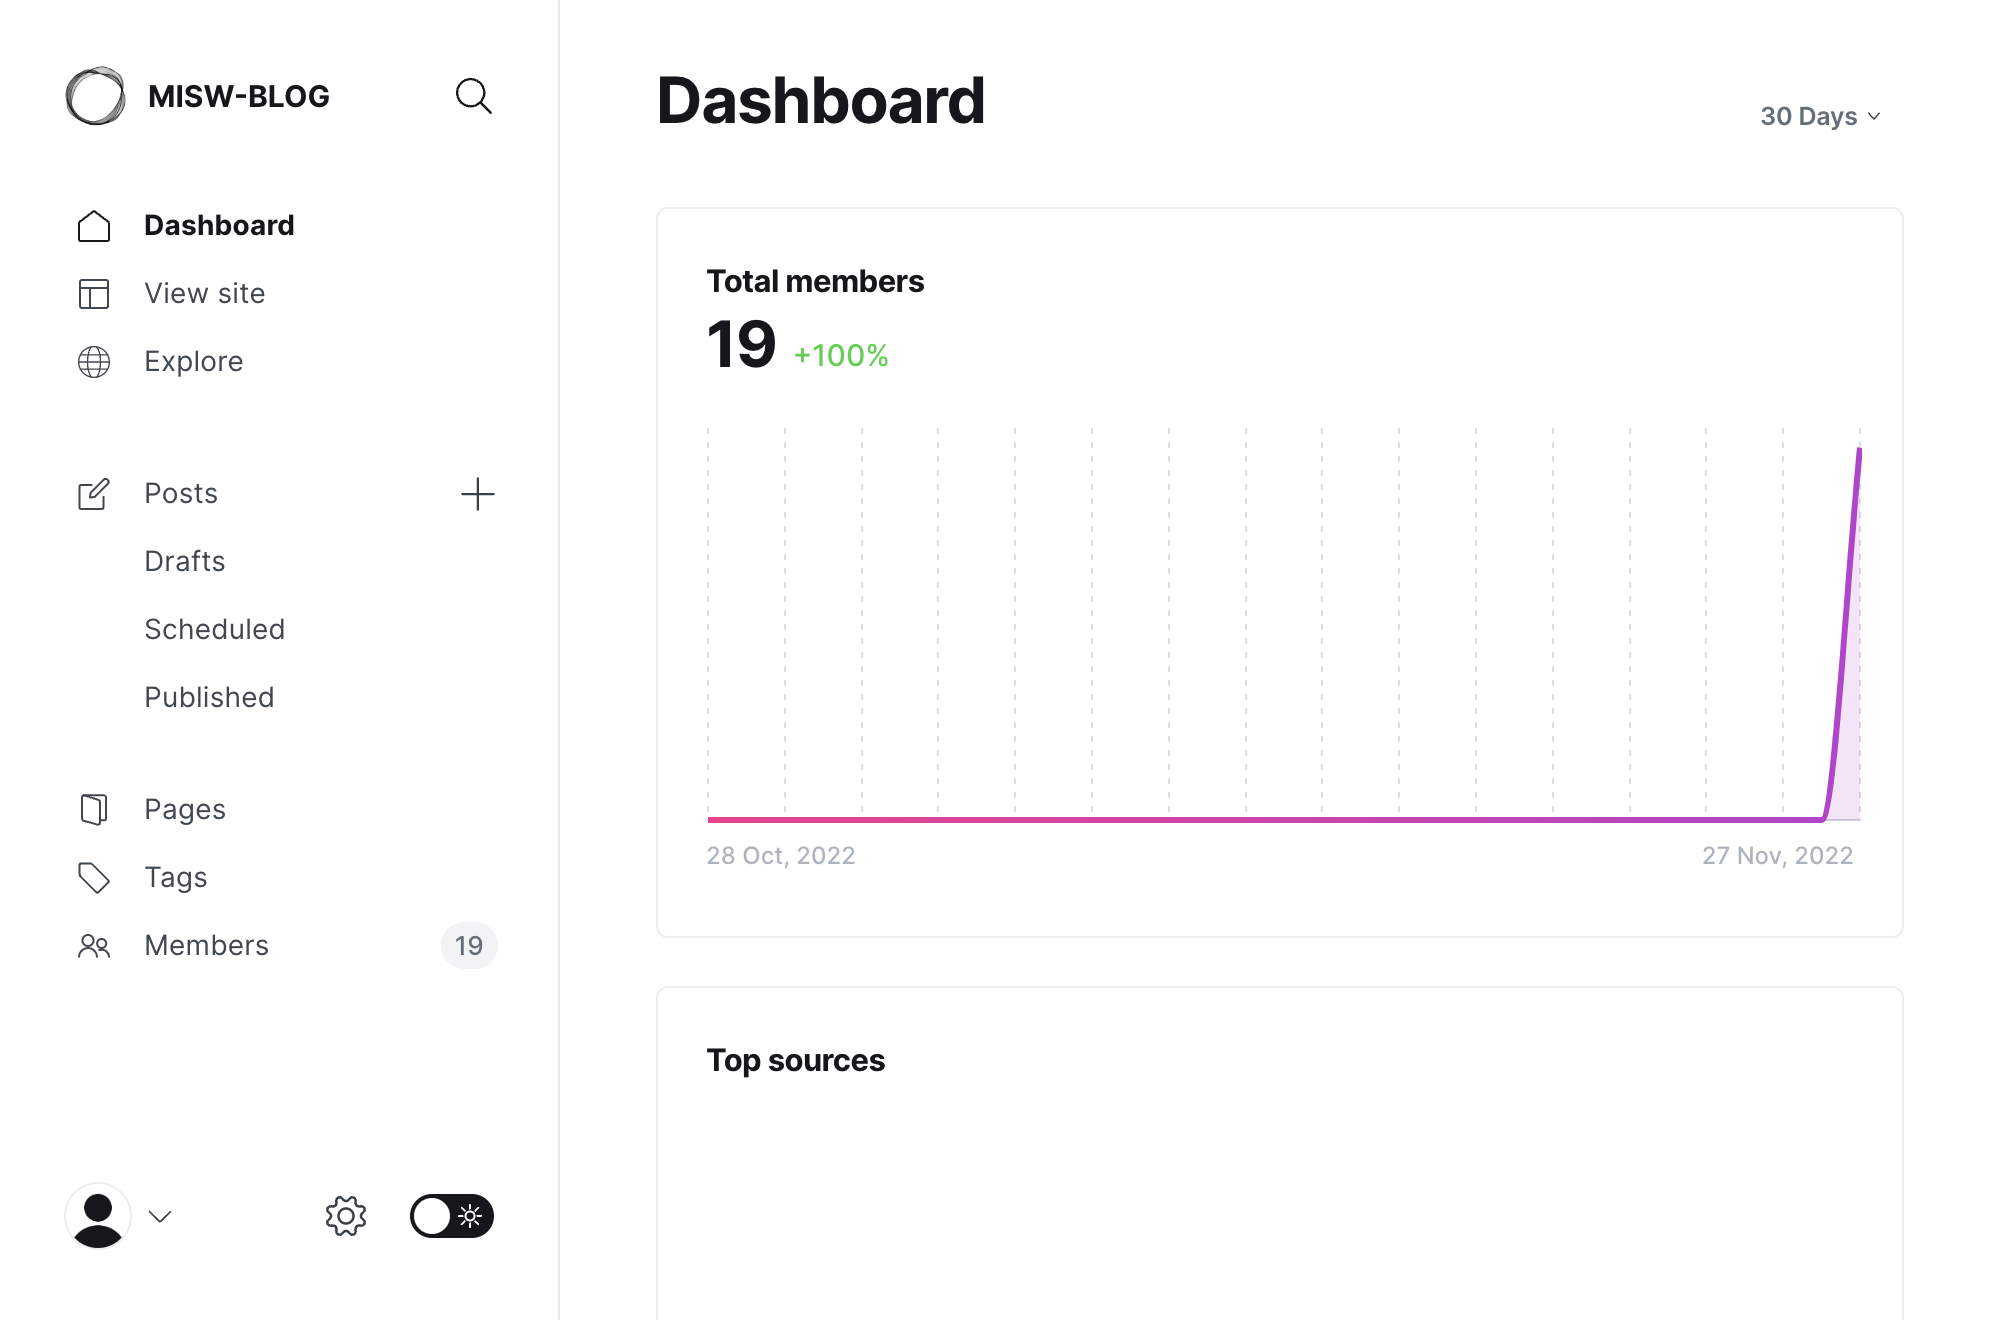 MISW-BLOG
Dashboard
View site
Explore
Posts
Drafts
Scheduled
Published
Pages
Tags
Members
19
Dashboard
30 Days
Total members
19 +100%
28 Oct, 2022
27 Nov, 2022
Top sources